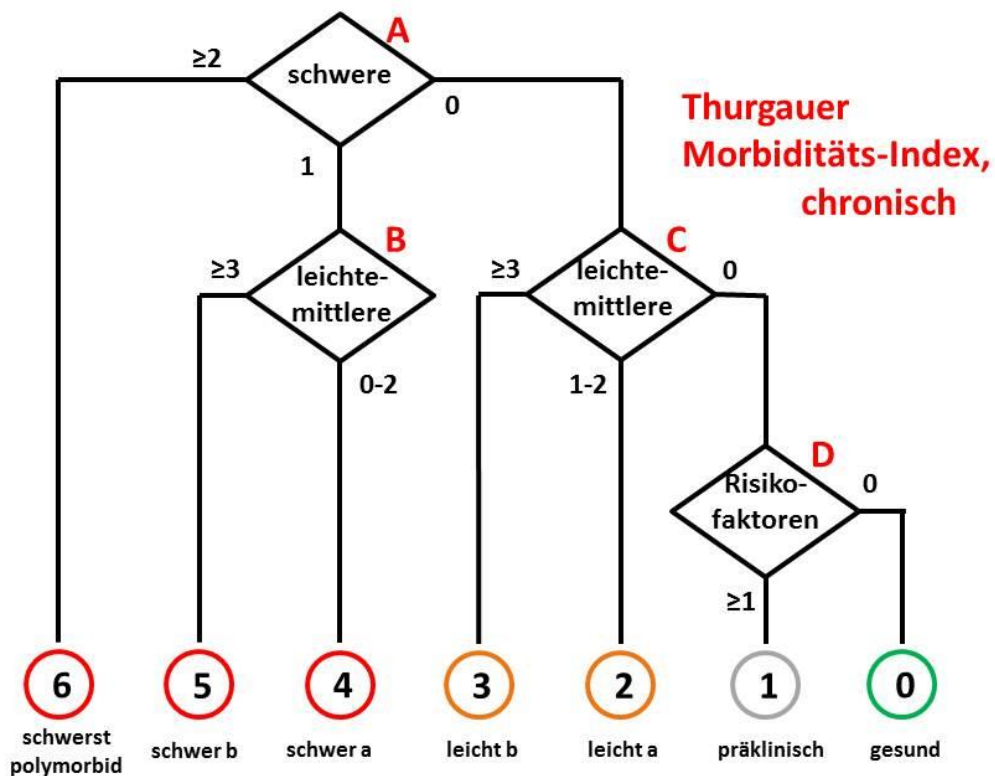 A
≥2
schwere
0
Thurgauer
Morbiditäts-Index,
chronisch
1
B
C
≥3
leichte-
mittlere
≥3
leichte-
mittlere
0
0-2
1-2
D
Risiko-
faktoren
0
≥1
6
5
4
3
2
1
0
schwerst
polymorbid
schwer b
schwer a
leicht b
leicht a
präklinisch
gesund